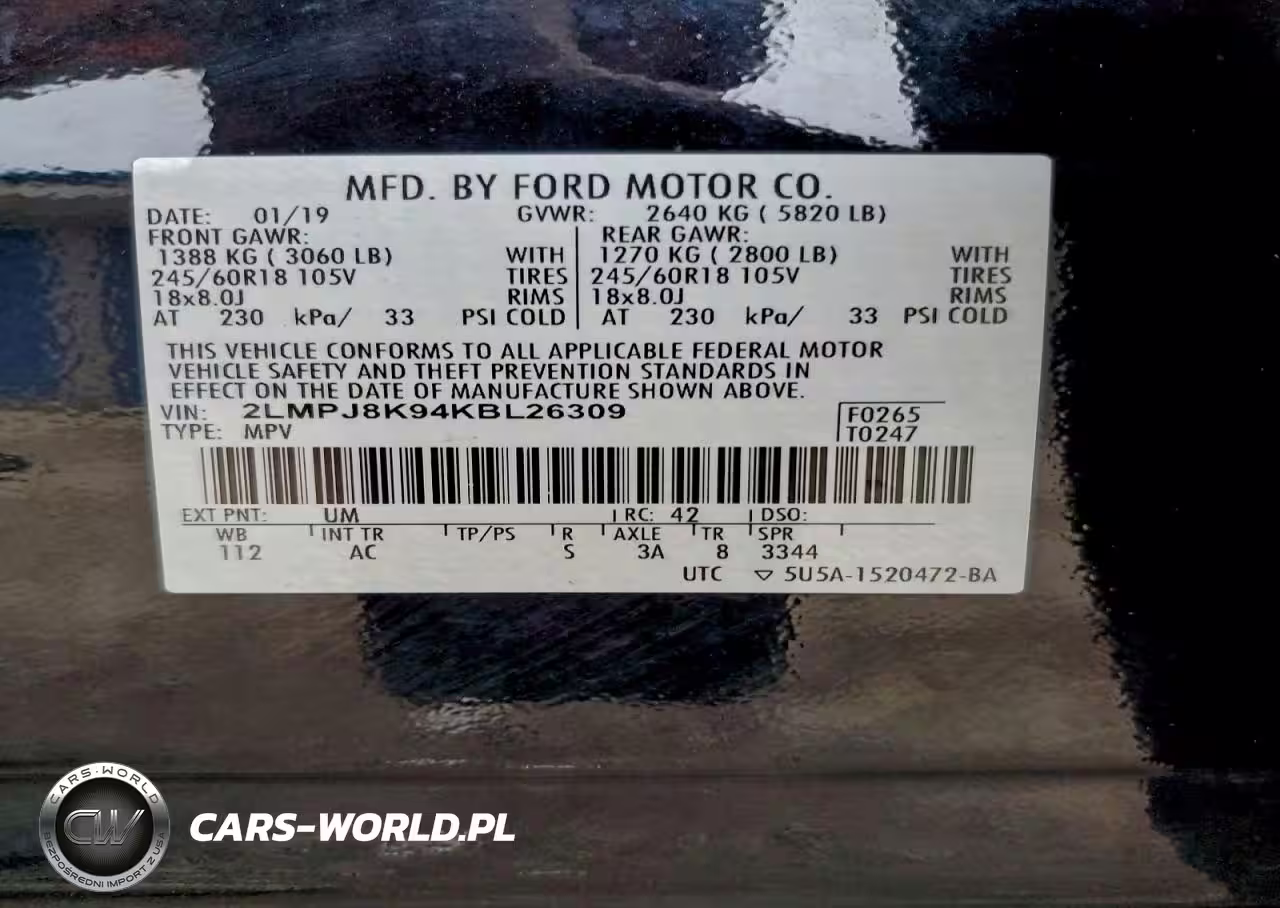 MFD. BY FORD MOTOR CO.
DATE: 01/19 GVWR: 2640 KG ( 5820 LB)
FRONT GAWR: REAR GAWR:
1388 KG ( 3060 LB) WITH 1270 KG ( 2800 LB) WITH
245/60R18 105V TIRES 245/60R18 105V TIRES
18x8.0J RIMS 18x8.0J RIMS
AT 230 kPa/ 33 PSI COLD AT 230 kPa/ 33 PSI COLD
THIS VEHICLE CONFORMS TO ALL APPLICABLE FEDERAL MOTOR
VEHICLE SAFETY AND THEFT PREVENTION STANDARDS IN
EFFECT ON THE DATE OF MANUFACTURE SHOWN ABOVE.
VIN: 2LMPJ8K94KBL26309 F0265
TYPE: MPV T0247
EXT PNT: UM RC: 42 DSO:
WB INT TR TP/PS R AXLE TR SPR
112 AC S 3A 8 3344
UTC ▽ 5U5A-1520472-BA
CARS-WORLD
CW
BEZPOŚREDNI IMPORT Z USA
CARS-WORLD.PL